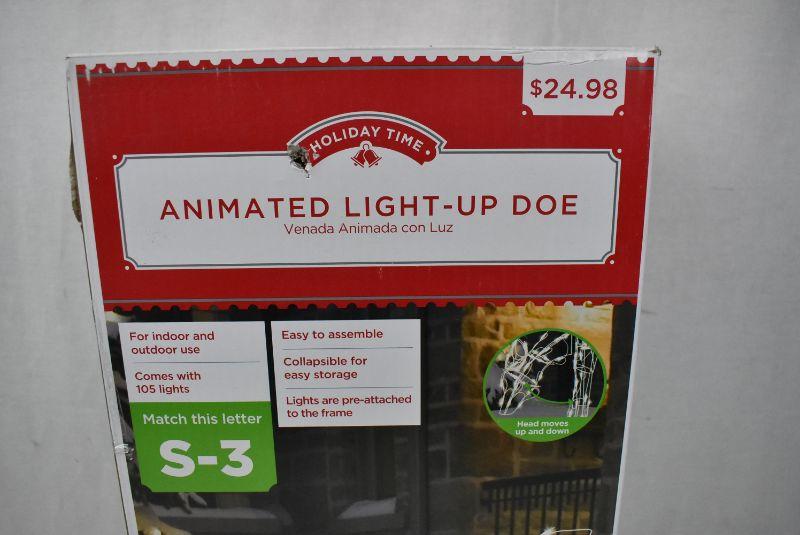 $24.98
HOLIDAY TIME
ANIMATED LIGHT-UP DOE
Venada Animada con Luz
For indoor and
outdoor use
Comes with
105 lights
Match this letter
S-3
Easy to assemble
Collapsible for
easy storage
Lights are pre-attached
to the frame
Head moves
up and down